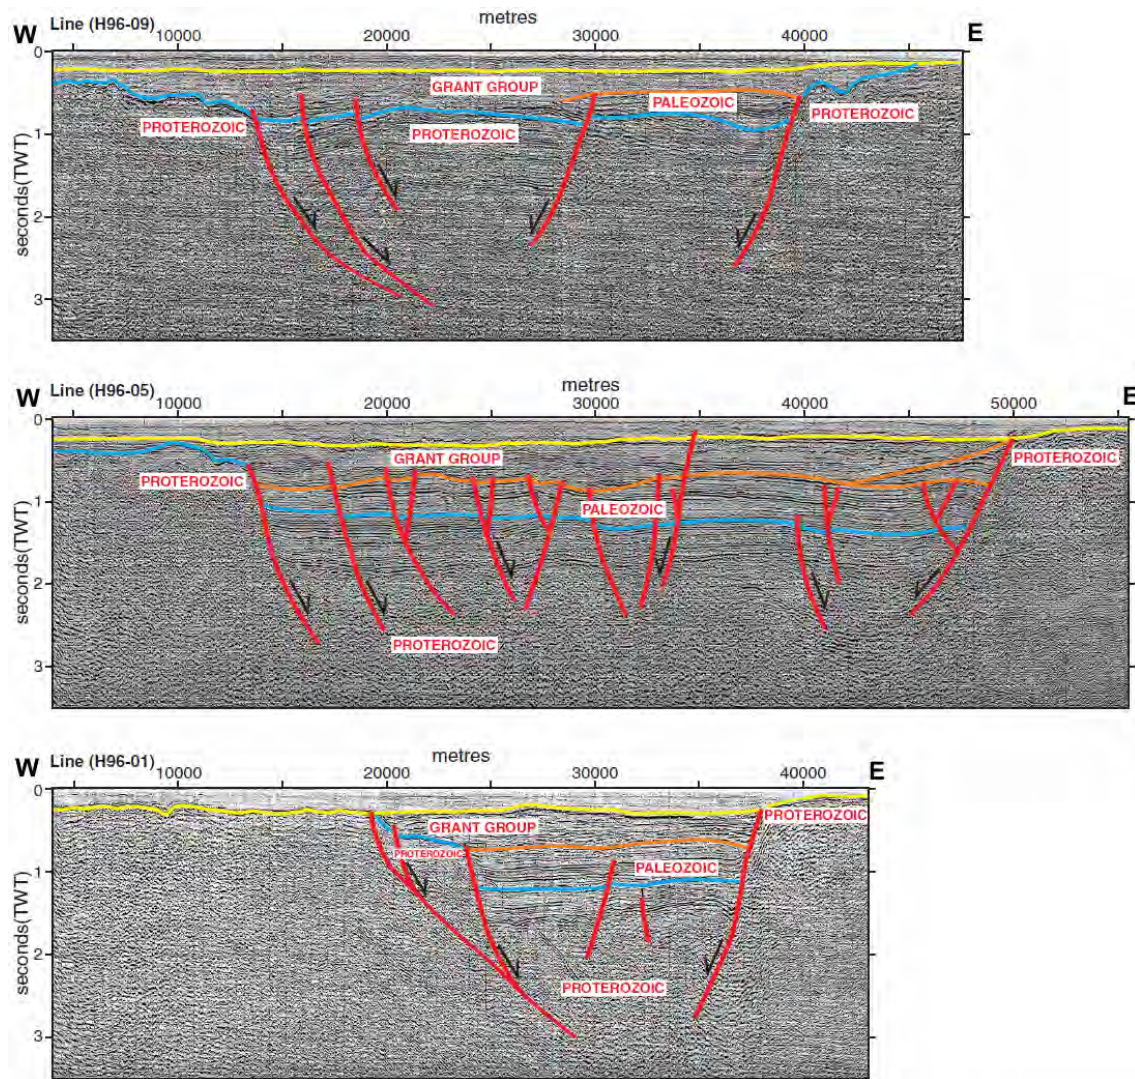 metres
W Line (H96-09) 10000 20000 30000 40000 E
0
GRANT GROUP
PALEOZOIC
PROTEROZOIC PROTEROZOIC PROTEROZOIC
1
seconds(TWT)
2
3
metres
W Line (H96-05) 10000 20000 30000 40000 50000 E
0
GRANT GROUP PROTEROZOIC
PROTEROZOIC
1
PALEOZOIC
seconds(TWT)
2
PROTEROZOIC
3
metres
W Line (H96-01) 10000 20000 30000 40000 E
0
PROTEROZOIC
GRANT GROUP
PROTEROZOIC
PALEOZOIC
1
seconds(TWT)
2
PROTEROZOIC
3